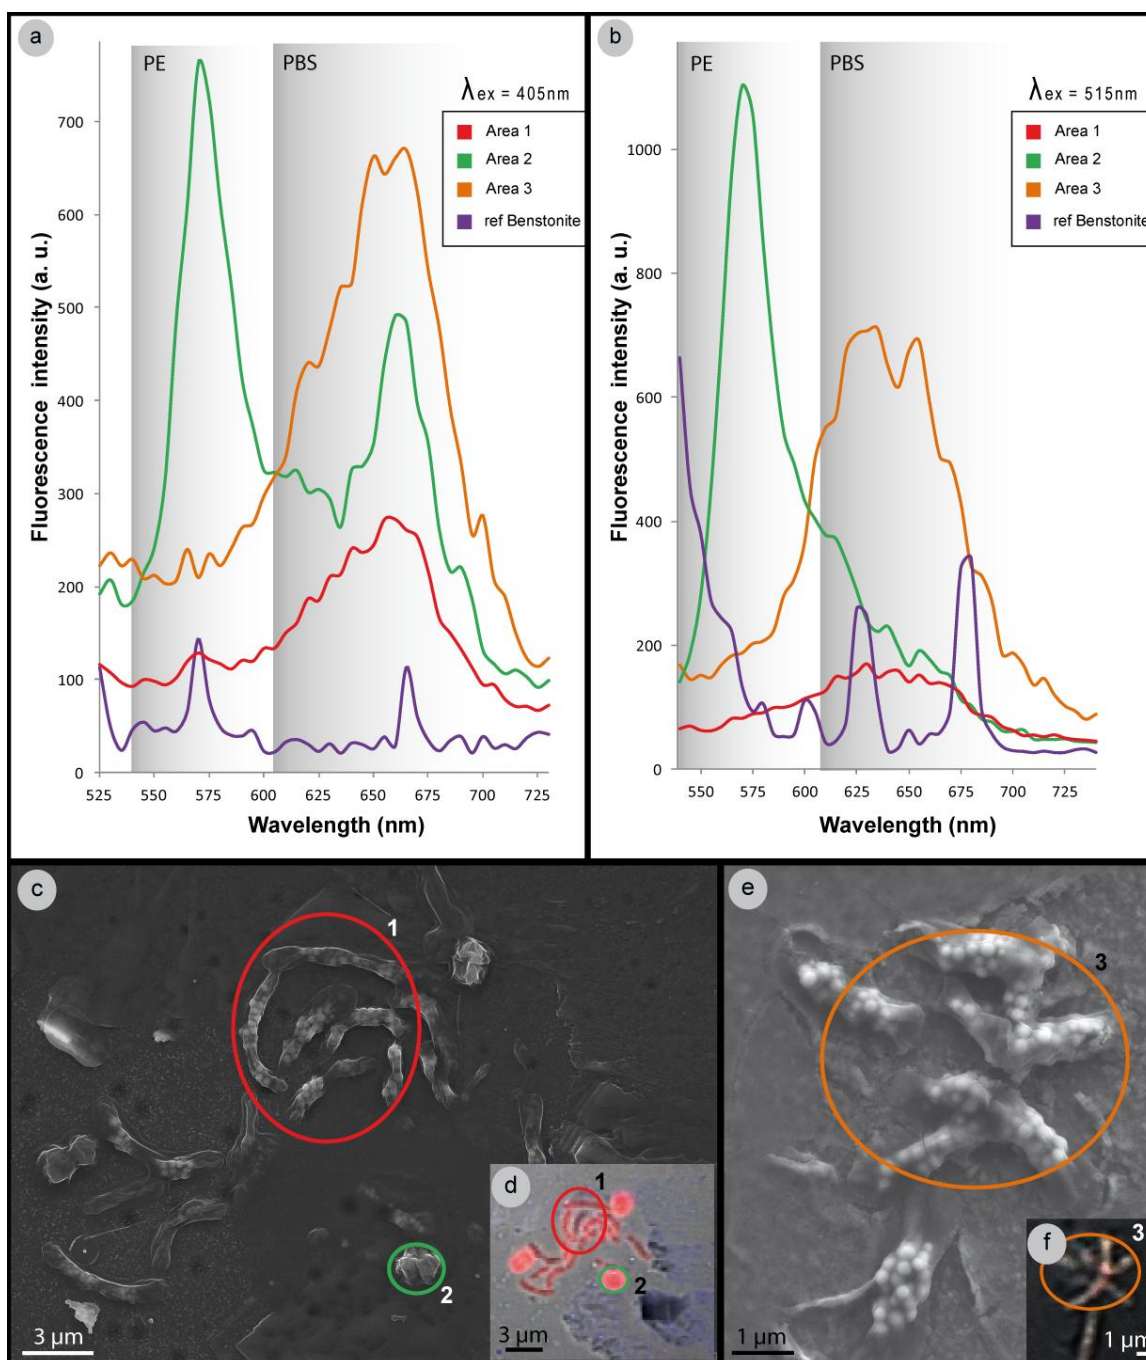 a
PE
PBS
λex = 405nm
Area 1
Area 2
Area 3
ref Benstonite
Fluorescence intensity (a. u.)
700
600
500
400
300
200
100
0
525 550 575 600 625 650 675 700 725
Wavelength (nm)
b
PE
PBS
λex = 515nm
Area 1
Area 2
Area 3
ref Benstonite
Fluorescence intensity (a. u.)
1000
800
600
400
200
0
550 575 600 625 650 675 700 725
Wavelength (nm)
c
1
2
3 µm
d
1
2
3 µm
e
3
1 µm
f
3
1 µm